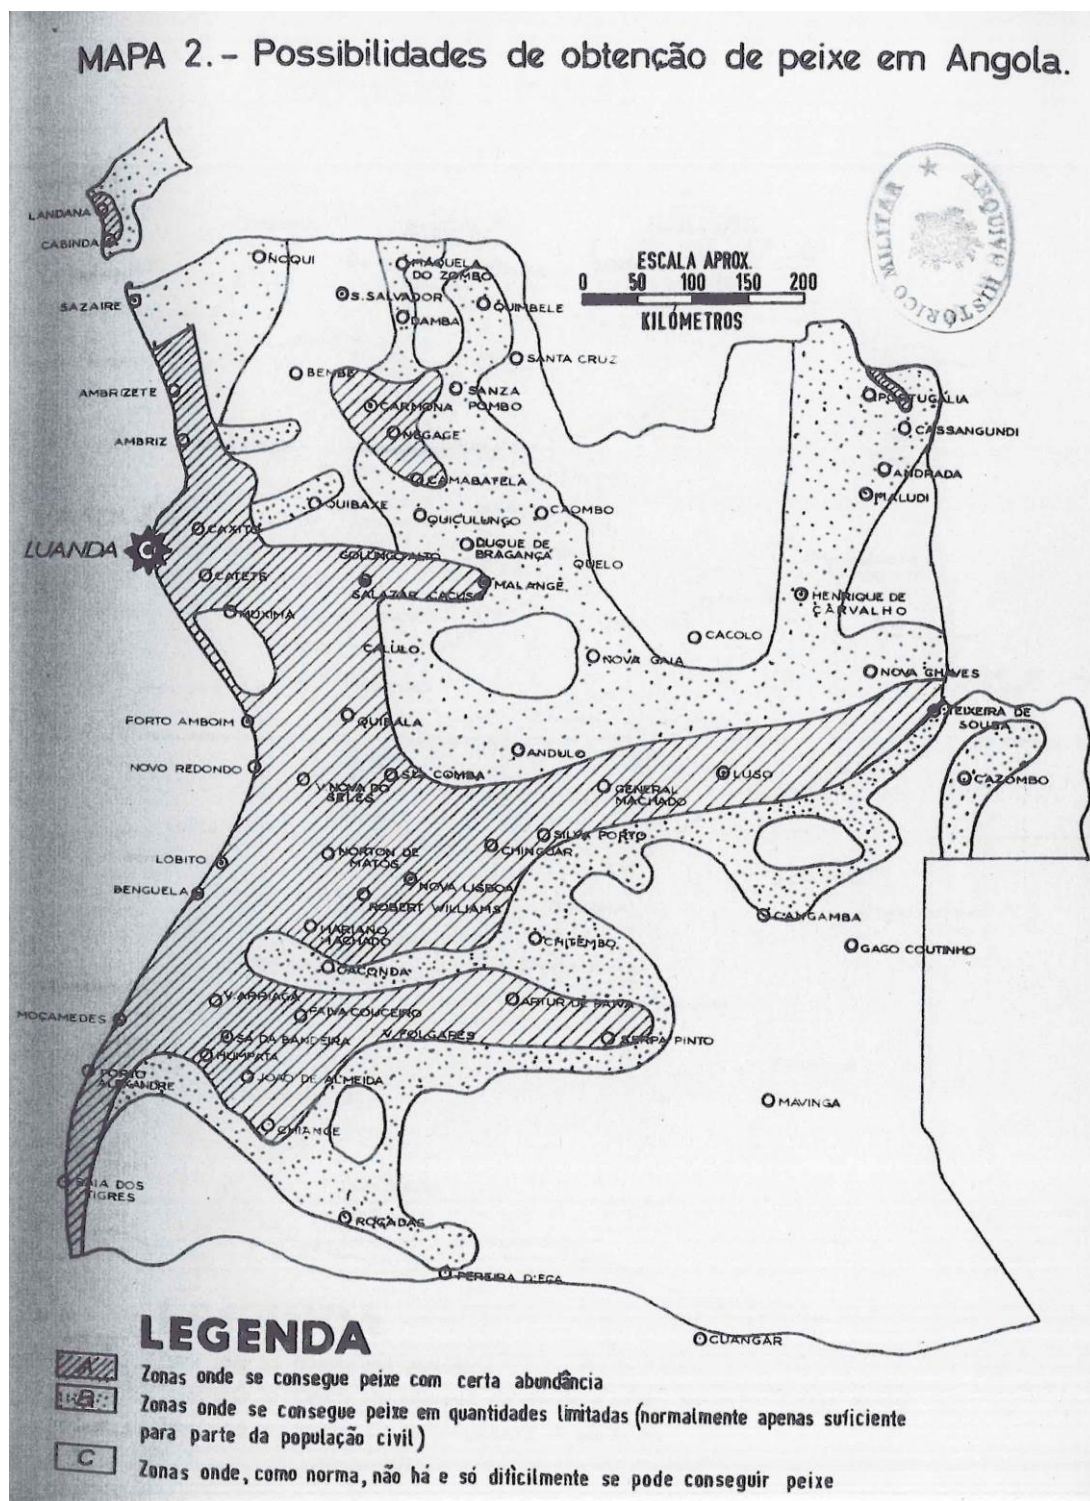 MAPA 2. - Possibilidades de obtenção de peixe em Angola.
ARQUIVO HISTÓRICO MILITAR
LANDANA
CABINDA
NOQUI
MAQUELA
DO ZOMBO
ESCALA APROX.
0 50 100 150 200
KILÓMETROS
SAZAIRE
S. SALVADOR
QUIMBELE
DAMBA
SANTA CRUZ
BEMBE
AMBRIZETE
SANZA
POMBO
CARMONA
PORTUGÁLIA
AMBRIZ
NEGAGE
CASSANGUNDI
CAMABATELA
ANDRADA
MALUDI
QUIBAXE
QUICULUNGO
CAOMBO
CAXITO
LUANDA
C
DUQUE DE
BRAGANÇA
GOLUNGO ALTO
QUELO
CATETE
SALAZAR
CACUSO
MALANGE
HENRIQUE DE
CARVALHO
MUXIMA
CACOLO
CALULO
NOVA GAIA
NOVA CHAVES
PORTO AMBOIM
QUIBALA
TEIXEIRA DE
SOUSA
ANDULO
NOVO REDONDO
V. NOVA DO
SELES
STA COMBA
LUSO
CAZOMBO
GENERAL
MACHADO
SILVA PORTO
CHINGUAR
LOBITO
NORTON DE
MATOS
BENGUELA
NOVA LISBOA
ROBERT WILLIAMS
CANGAMBA
MARIANO
MACHADO
CHITEMBO
GAGO COUTINHO
CACONDA
V. ARRIAGA
ARTUR DE PAIVA
MOÇAMEDES
PAIVA COUCEIRO
SÁ DA BANDEIRA
V. FOLGARES
SERPA PINTO
HUMPATA
PORTO
ALEXANDRE
JOÃO DE ALMEIDA
MAVINGA
CHIANGE
BAIA DOS
TIGRES
ROÇADAS
PEREIRA D'EÇA
CUANGAR
LEGENDA
A Zonas onde se consegue peixe com certa abundância
B Zonas onde se consegue peixe em quantidades limitadas (normalmente apenas suficiente
para parte da população civil)
C Zonas onde, como norma, não há e só dificilmente se pode conseguir peixe